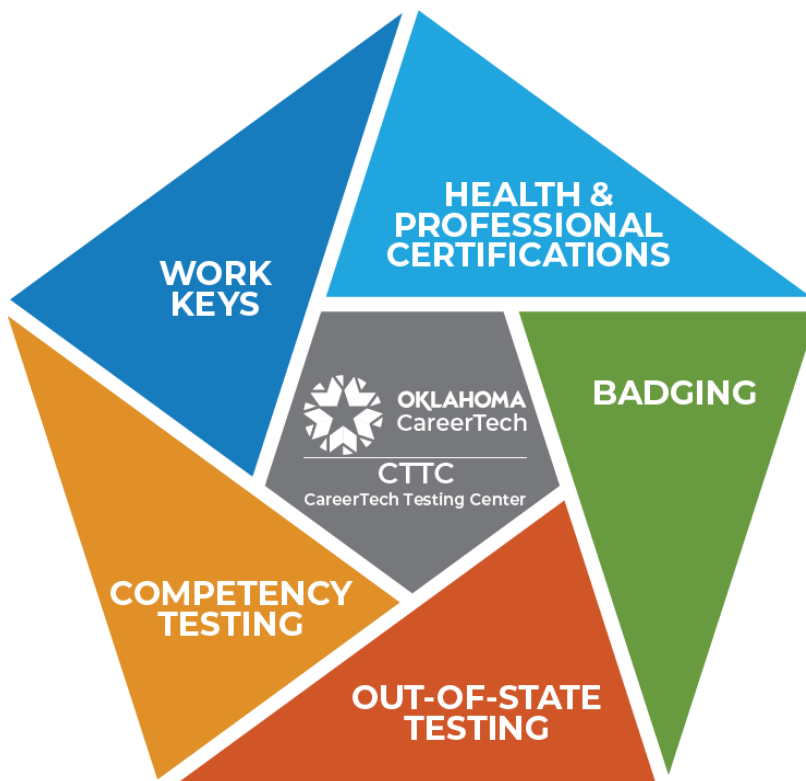 HEALTH &
PROFESSIONAL
CERTIFICATIONS
WORK
KEYS
BADGING
OKLAHOMA
CareerTech
CTTC
CareerTech Testing Center
COMPETENCY
TESTING
OUT-OF-STATE
TESTING